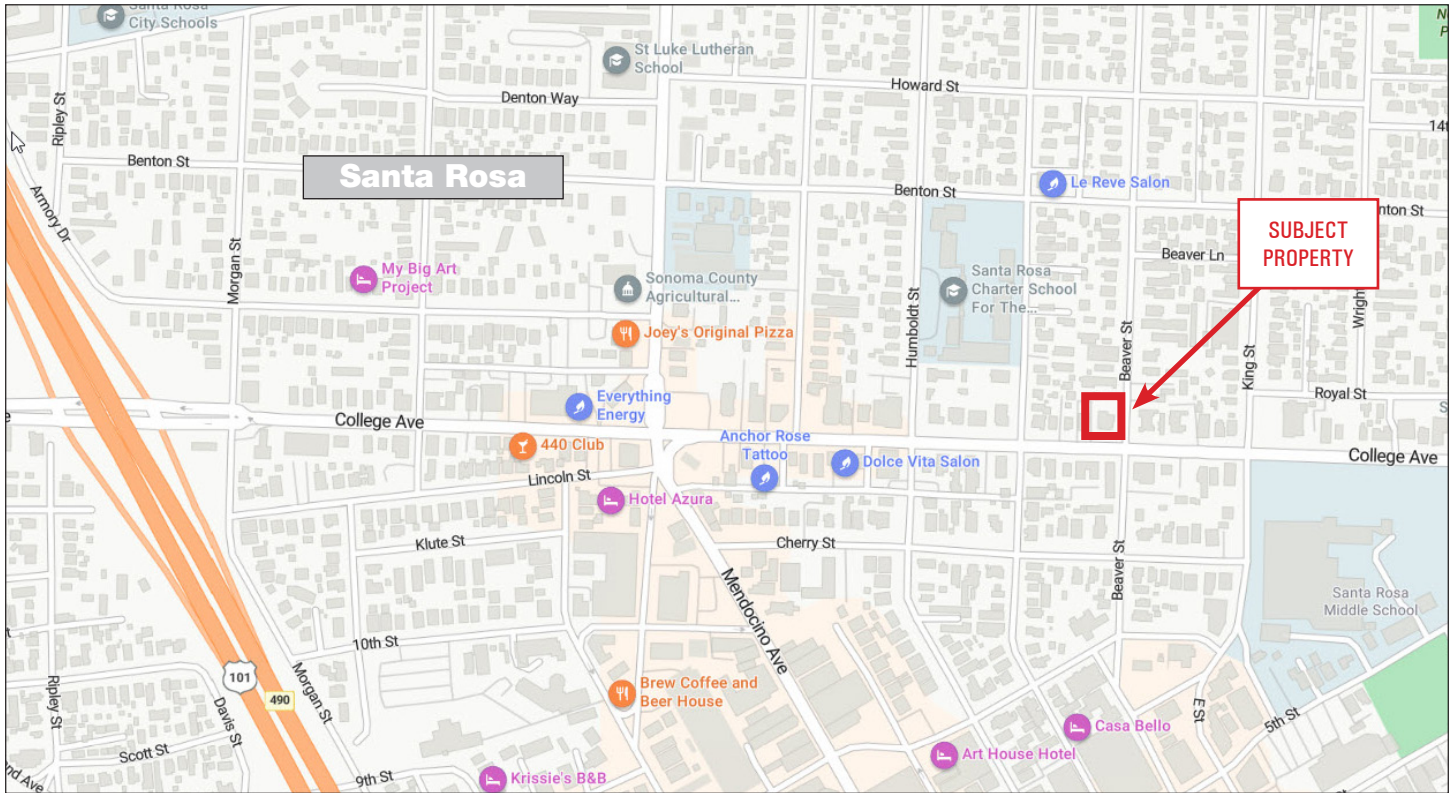 Santa Rosa
City Schools
St Luke Lutheran
School
Howard St
Denton Way
Ripley St
14t
Benton St
Santa Rosa
Benton St
Le Reve Salon
nton St
SUBJECT
PROPERTY
Armory Dr
Morgan St
My Big Art
Project
Sonoma County
Agricultural...
Santa Rosa
Charter School
For The...
Beaver Ln
Humboldt St
Beaver St
King St
Wright
Joey's Original Pizza
Royal St
Everything
Energy
College Ave
440 Club
Anchor Rose
Tattoo
Dolce Vita Salon
College Ave
Lincoln St
Hotel Azura
Klute St
Cherry St
Beaver St
Mendocino Ave
Santa Rosa
Middle School
10th St
101
490
Morgan St
Ripley St
Davis St
Brew Coffee and
Beer House
E St
5th St
Casa Bello
Art House Hotel
Scott St
nd Ave
9th St
Krissie's B&B